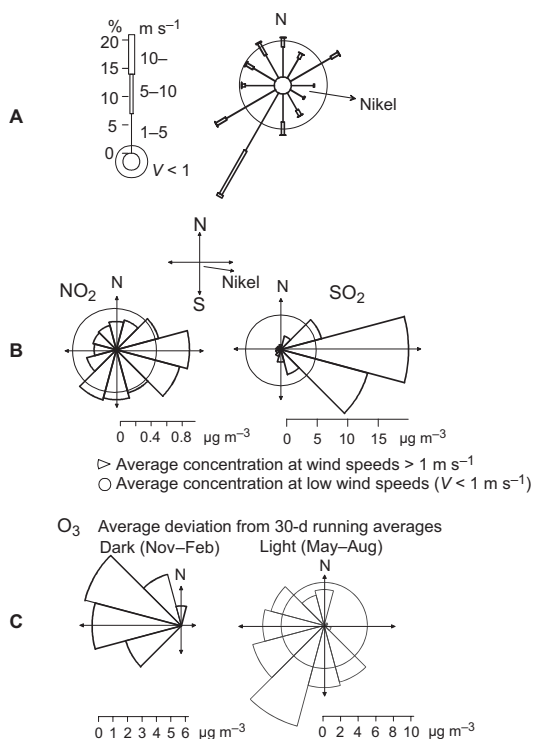 % m s⁻¹
20
10–
15
10
5–10
5
1–5
0
V < 1
N
Nikel
A
N
S
Nikel
NO₂
N
SO₂
N
B
0 0.4 0.8 µg m⁻³
0 5 10 15 µg m⁻³
Average concentration at wind speeds > 1 m s⁻¹
Average concentration at low wind speeds (V < 1 m s⁻¹)
O₃ Average deviation from 30-d running averages
Dark (Nov–Feb) Light (May–Aug)
N
N
C
0 1 2 3 4 5 6 µg m⁻³
0 2 4 6 8 10 µg m⁻³